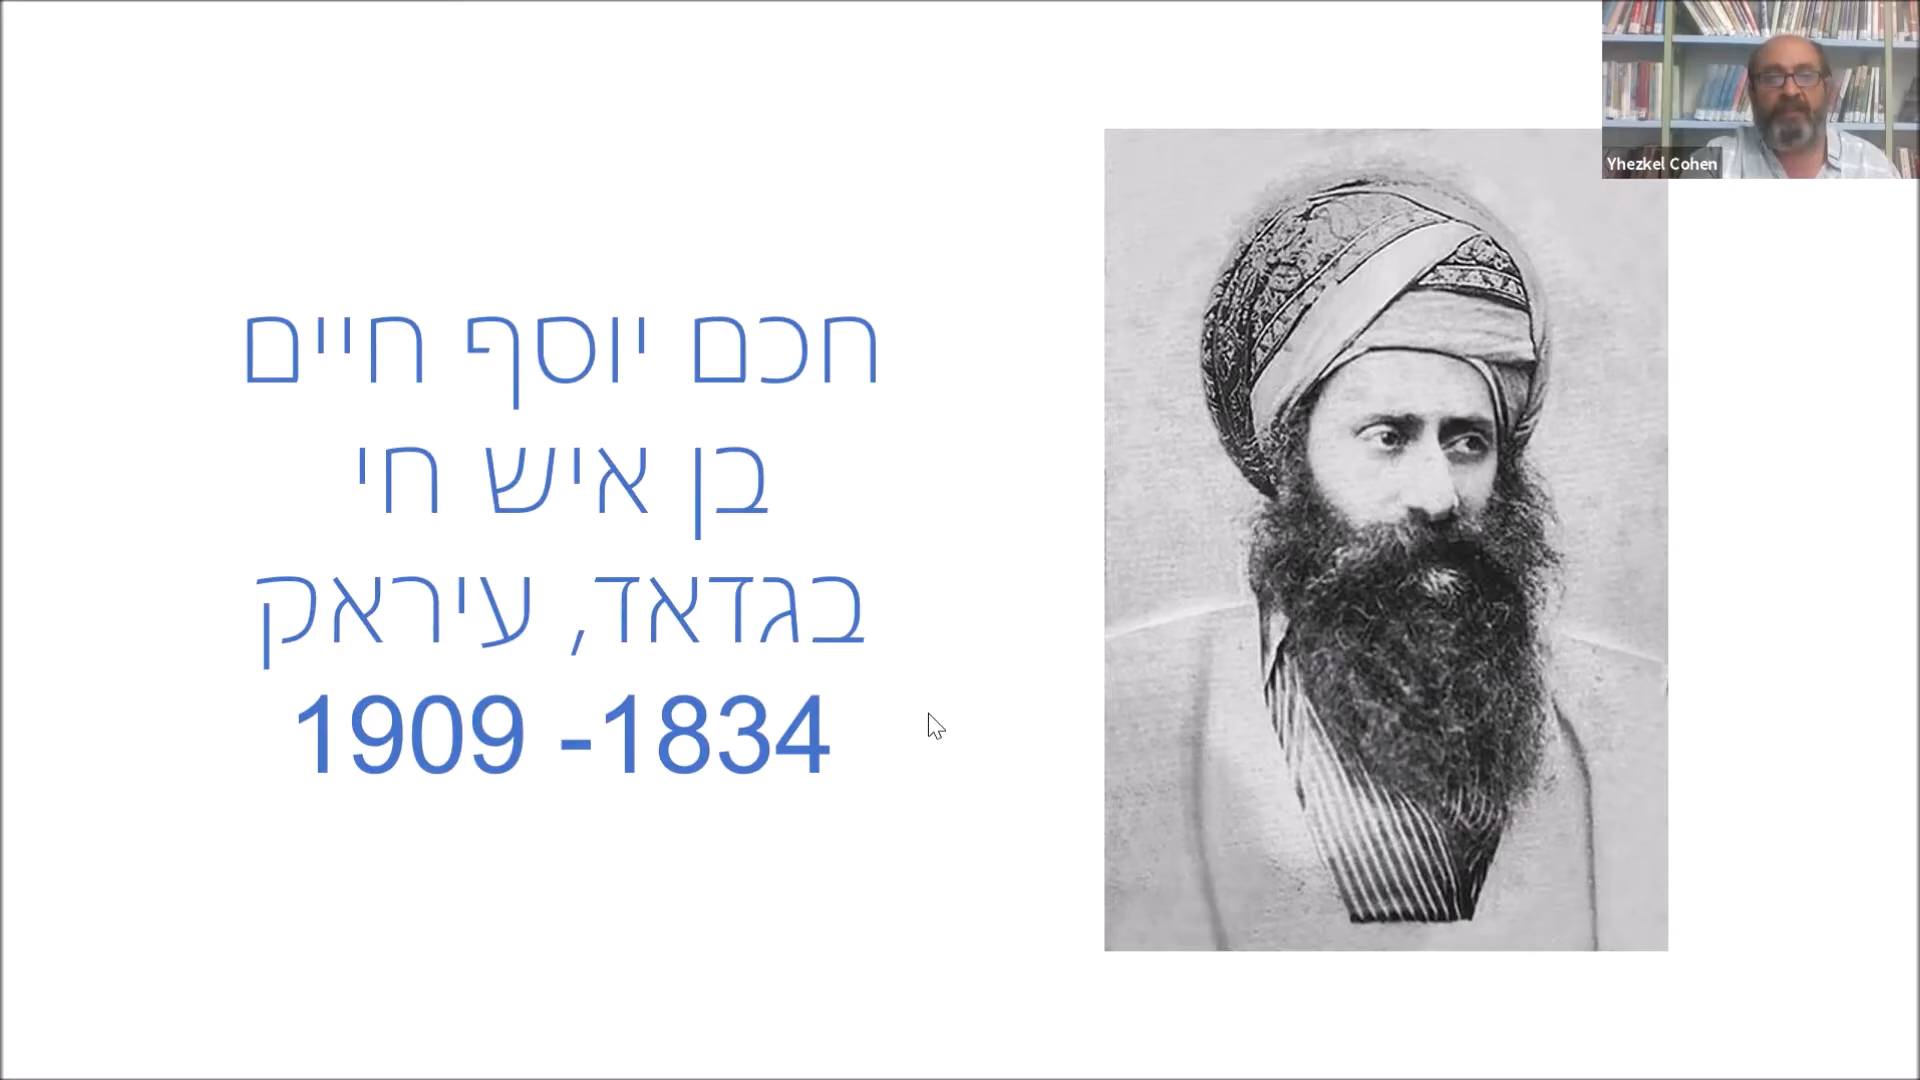 חכם יוסף חיים
בן איש חי
בגדאד, עיראק
1909 -1834
Yhezkel Cohen